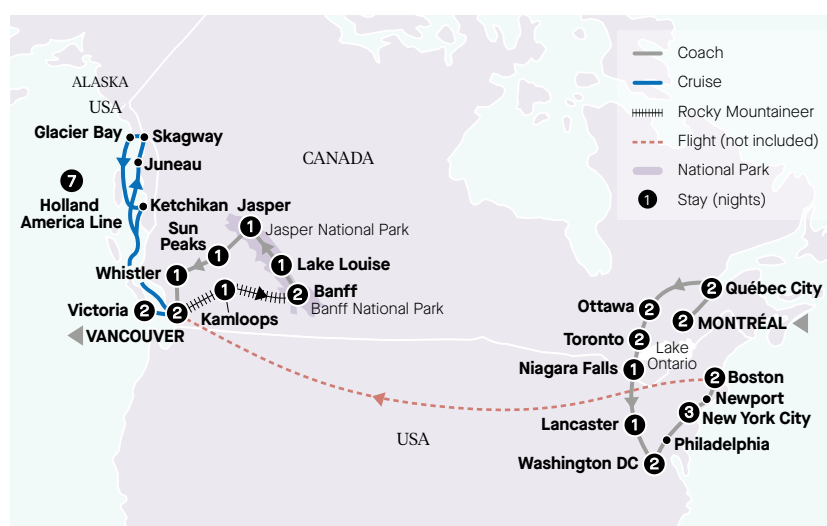 ALASKA
USA
Glacier Bay
Skagway
Juneau
7
Holland
America Line
Ketchikan
CANADA
Jasper
1
Jasper National Park
Sun
Peaks
1
Lake Louise
1
Whistler
1
Banff
2
Banff National Park
1
Kamloops
Victoria
2
2
VANCOUVER
Coach
Cruise
Rocky Mountaineer
Flight (not included)
National Park
1
Stay (nights)
2
Québec City
Ottawa
2
2
MONTRÉAL
Toronto
2
Lake
Ontario
Niagara Falls
1
2
Boston
Newport
3
New York City
Lancaster
1
Philadelphia
USA
Washington DC
2